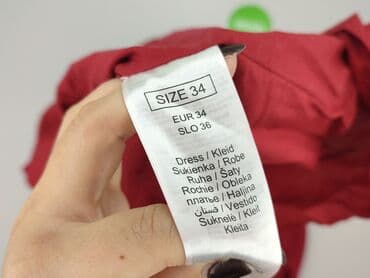 SIZE 34
EUR 34
SLO 36
Dress / Kleid
Sukienka / Robe
Ruha / Šaty
Rochie / Obleka
платье / Haljina
فستان / Vestido
Suknelė / Kleit
Kleita